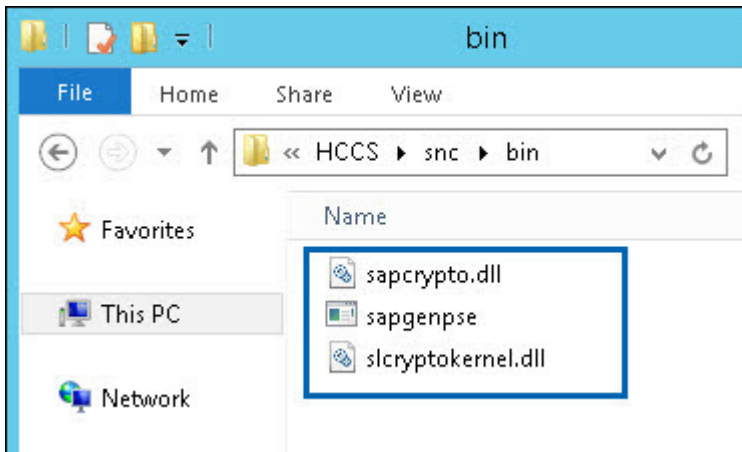 bin
File Home Share View
« HCCS snc bin
Favorites
Name
sapcrypto.dll
This PC
sapgenpse
slcryptokernel.dll
Network